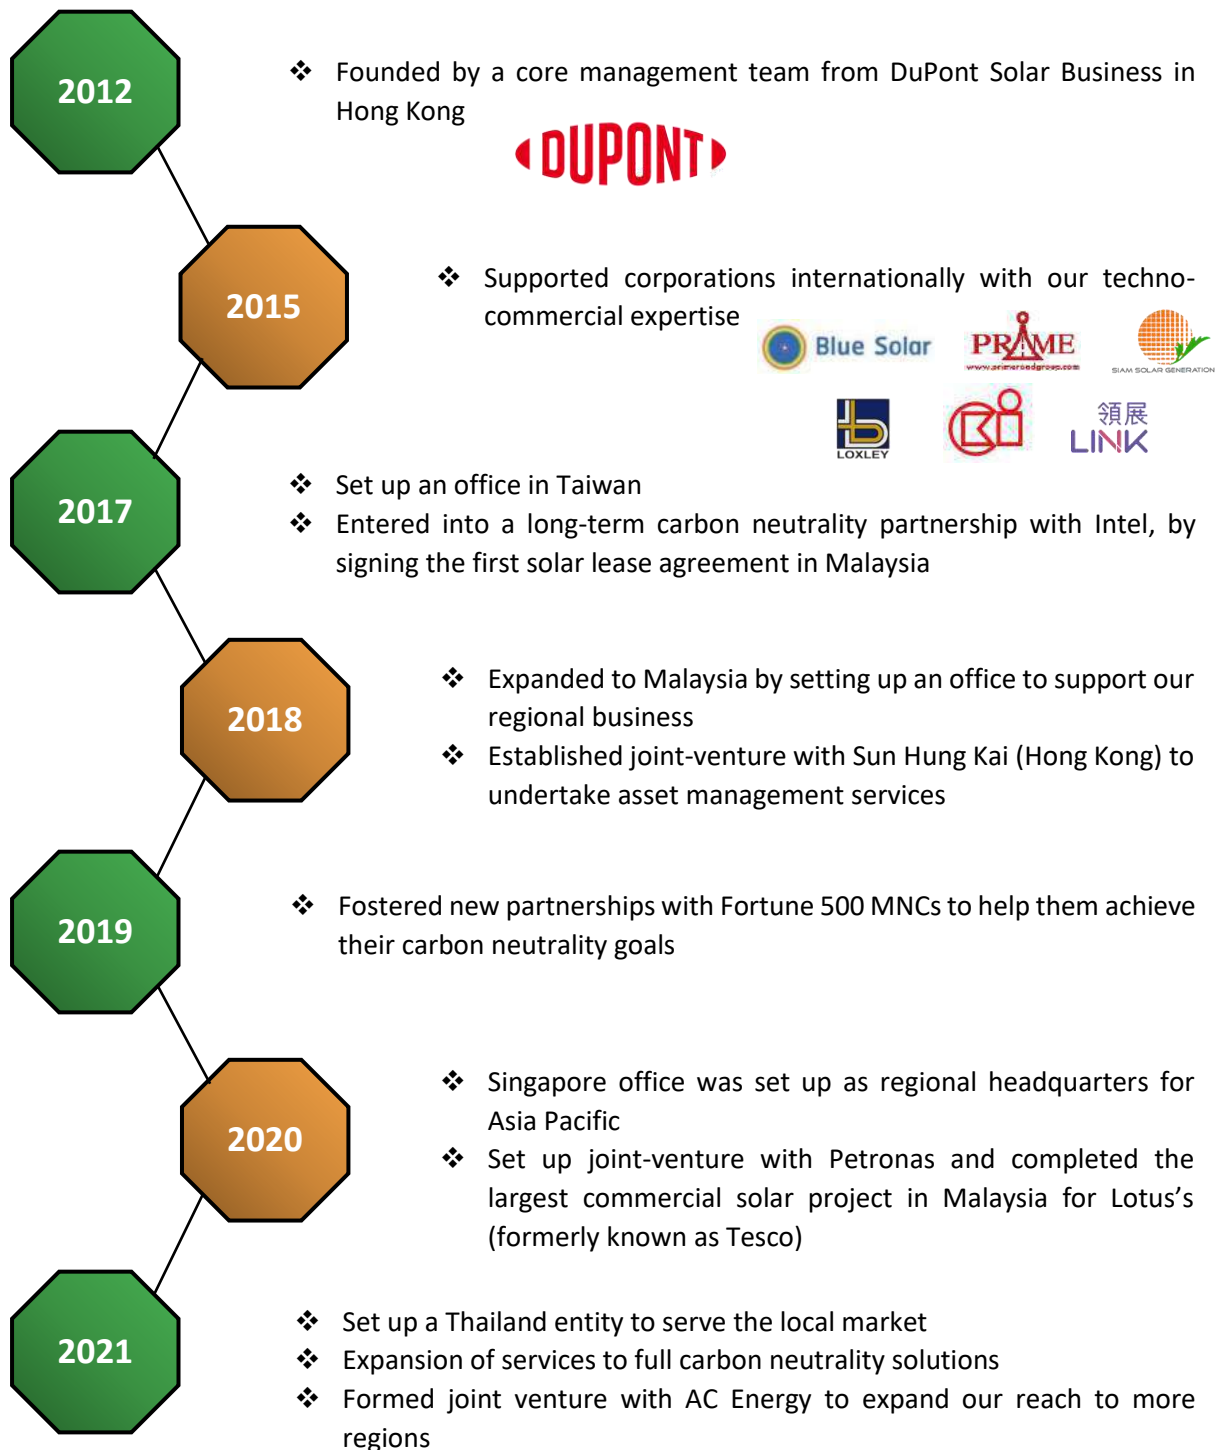 2012
❖ Founded by a core management team from DuPont Solar Business in
Hong Kong
DUPONT
2015
❖ Supported corporations internationally with our techno-
commercial expertise
Blue Solar
PRIME
www.primeroadgroup.com
SIAM SOLAR GENERATION
LOXLEY
領展
LINK
2017
❖ Set up an office in Taiwan
❖ Entered into a long-term carbon neutrality partnership with Intel, by
signing the first solar lease agreement in Malaysia
2018
❖ Expanded to Malaysia by setting up an office to support our
regional business
❖ Established joint-venture with Sun Hung Kai (Hong Kong) to
undertake asset management services
2019
❖ Fostered new partnerships with Fortune 500 MNCs to help them achieve
their carbon neutrality goals
2020
❖ Singapore office was set up as regional headquarters for
Asia Pacific
❖ Set up joint-venture with Petronas and completed the
largest commercial solar project in Malaysia for Lotus’s
(formerly known as Tesco)
2021
❖ Set up a Thailand entity to serve the local market
❖ Expansion of services to full carbon neutrality solutions
❖ Formed joint venture with AC Energy to expand our reach to more
regions